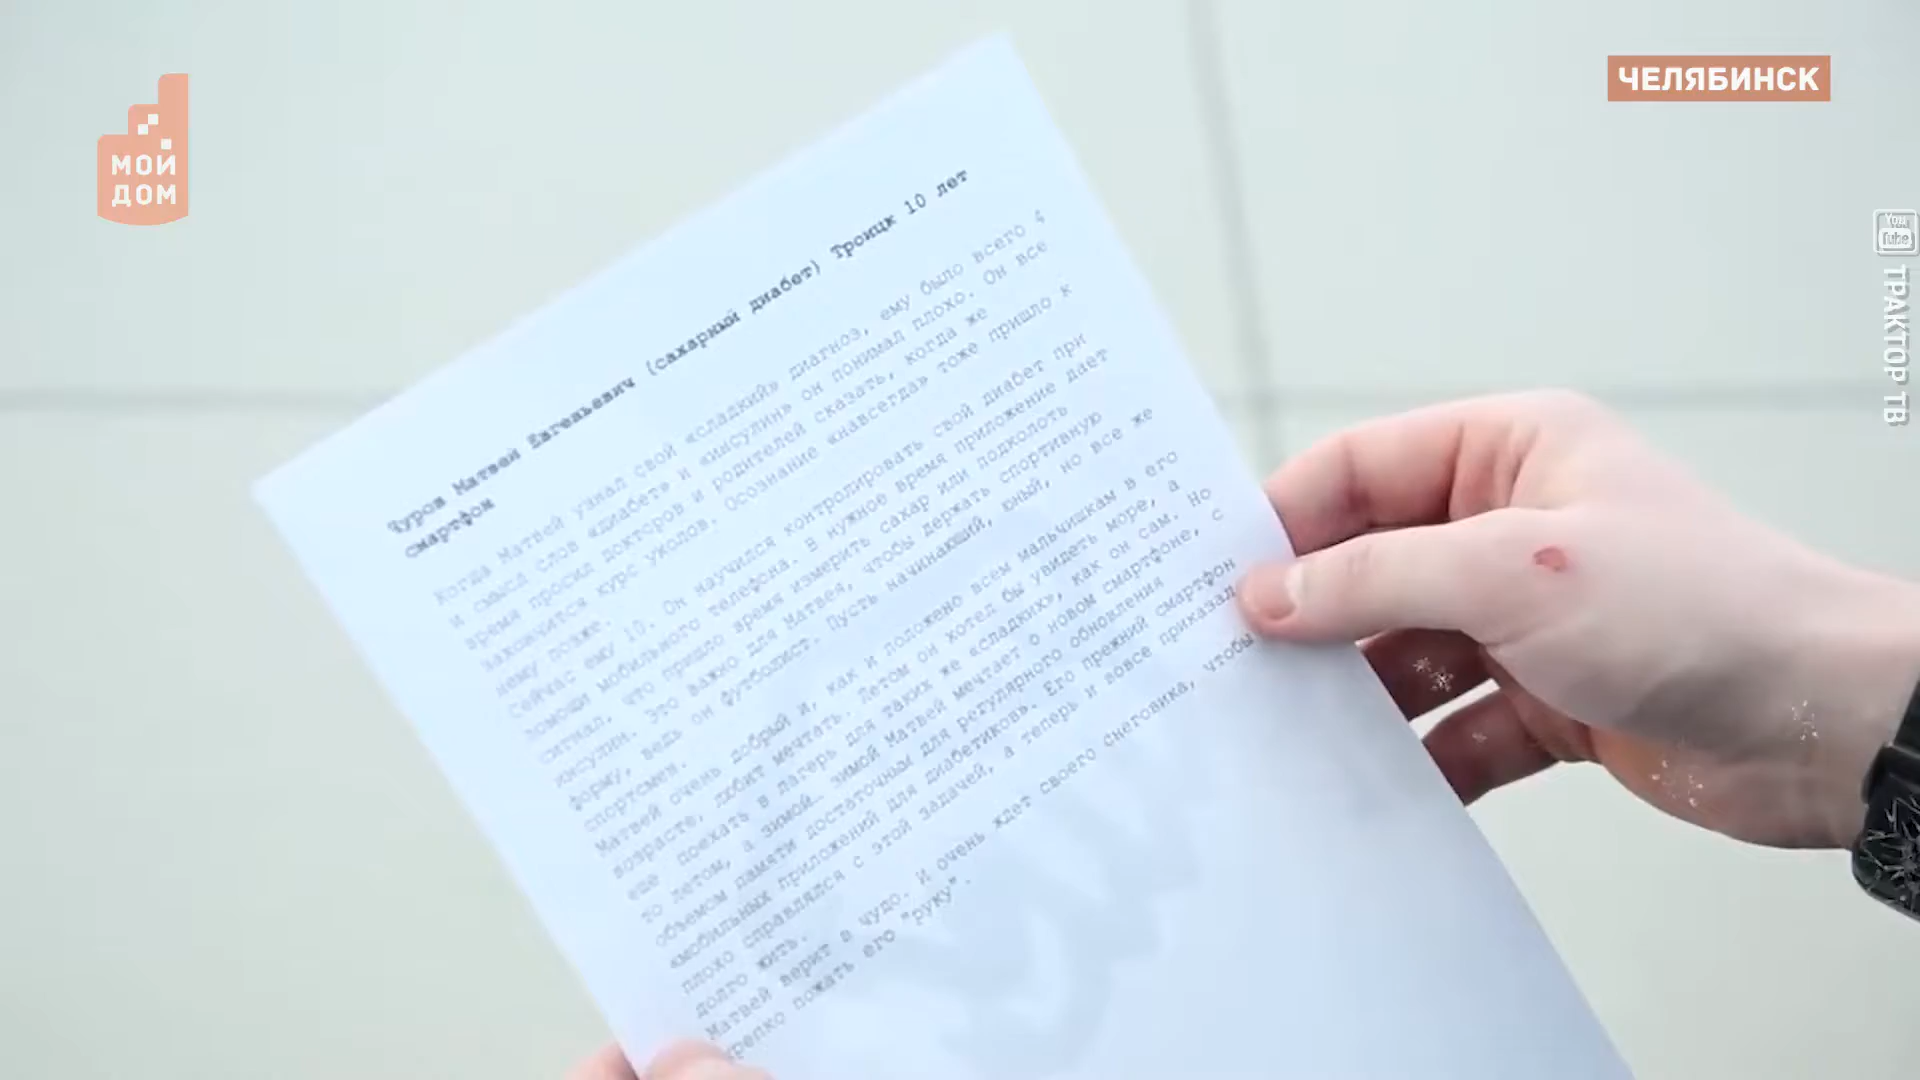 МОЙ
ДОМ
ЧЕЛЯБИНСК
You
Tube
ТРАКТОР ТВ
Чуров Матвей Евгеньевич (сахарный диабет) Троицк 10 лет
смартфон
Когда Матвей узнал свой «сладкий» диагноз, ему было всего 4
и смысл слов «диабет» и «инсулин» он понимал плохо. Он все
время просил докторов и родителей сказать, когда же
закончится курс уколов. Осознание «навсегда» тоже пришло к
нему позже.
Сейчас ему 10. Он научился контролировать свой диабет при
помощи мобильного телефона. В нужное время приложение дает
сигнал, что пришло время измерить сахар или подколоть
инсулин. Это важно для Матвея, чтобы держать спортивную
форму, ведь он футболист. Пусть начинающий, юный, но все же
спортсмен.
Матвей очень добрый и, как и положено всем мальчишкам в его
возрасте, любит мечтать. Летом он хотел бы увидеть море, а
еще поехать в лагерь для таких же «сладких», как он сам. Но
то летом, а зимой… Зимой Матвей мечтает о новом смартфоне, с
объемом памяти достаточным для регулярного обновления
«мобильных приложений для диабетиков». Его прежний смартфон
плохо справлялся с этой задачей, а теперь и вовсе приказал
долго жить.
Матвей верит в чудо. И очень ждет своего снеговика, чтобы
крепко пожать его "руку".